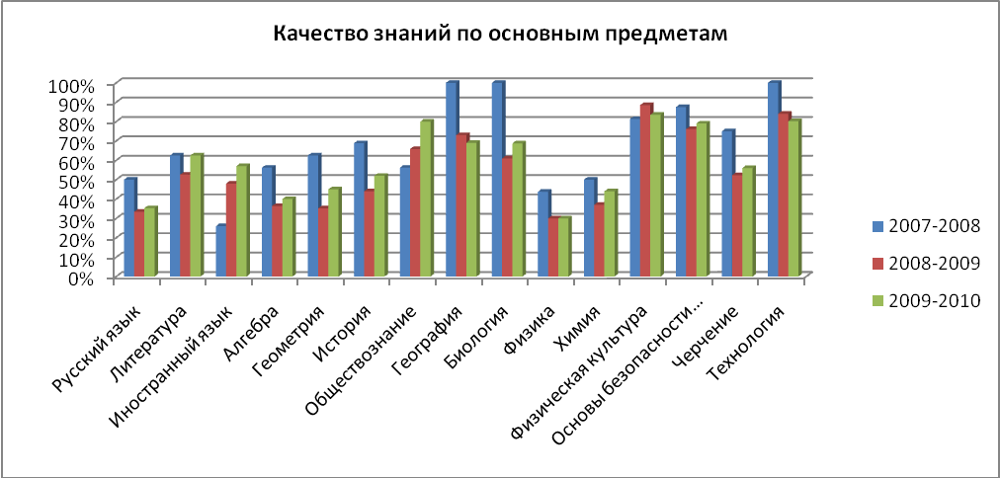 Качество знаний по основным предметам
100%
90%
80%
70%
60%
50%
40%
30%
20%
10%
0%
Русский язык
Литература
Иностранный язык
Алгебра
Геометрия
История
Обществознание
География
Биология
Физика
Химия
Физическая культура
Основы безопасности...
Черчение
Технология
2007-2008
2008-2009
2009-2010